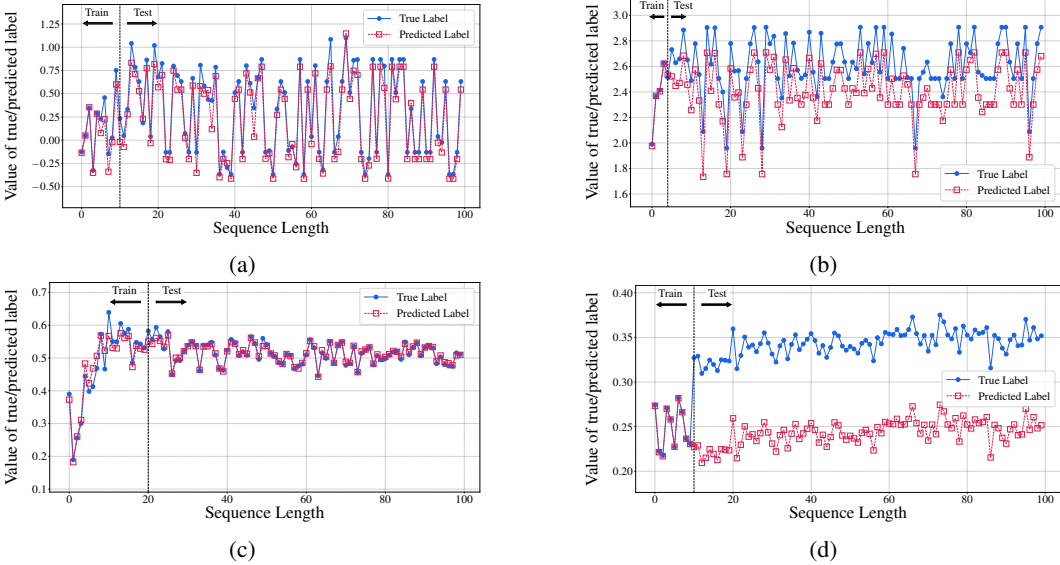 Value of true/predicted label
1.25
1.00
0.75
0.50
0.25
0.00
−0.25
−0.50
Train
Test
True Label
Predicted Label
0
20
40
60
80
100
Sequence Length
(a)
Value of true/predicted label
3.0
2.8
2.6
2.4
2.2
2.0
1.8
1.6
Train
Test
True Label
Predicted Label
0
20
40
60
80
100
Sequence Length
(b)
Value of true/predicted label
0.7
0.6
0.5
0.4
0.3
0.2
0.1
Train
Test
True Label
Predicted Label
0
20
40
60
80
100
Sequence Length
(c)
Value of true/predicted label
0.40
0.35
0.30
0.25
0.20
Train
Test
True Label
Predicted Label
0
20
40
60
80
100
Sequence Length
(d)